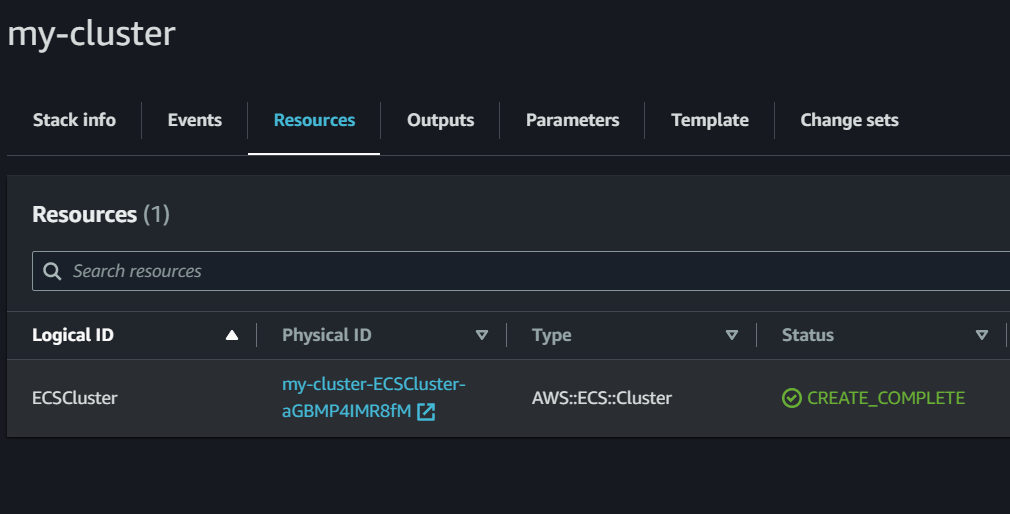 my-cluster
Stack info Events Resources Outputs Parameters Template Change sets
Resources (1)
Search resources
Logical ID Physical ID Type Status
ECSCluster my-cluster-ECSCluster-aGBMP4IMR8fM AWS::ECS::Cluster CREATE_COMPLETE